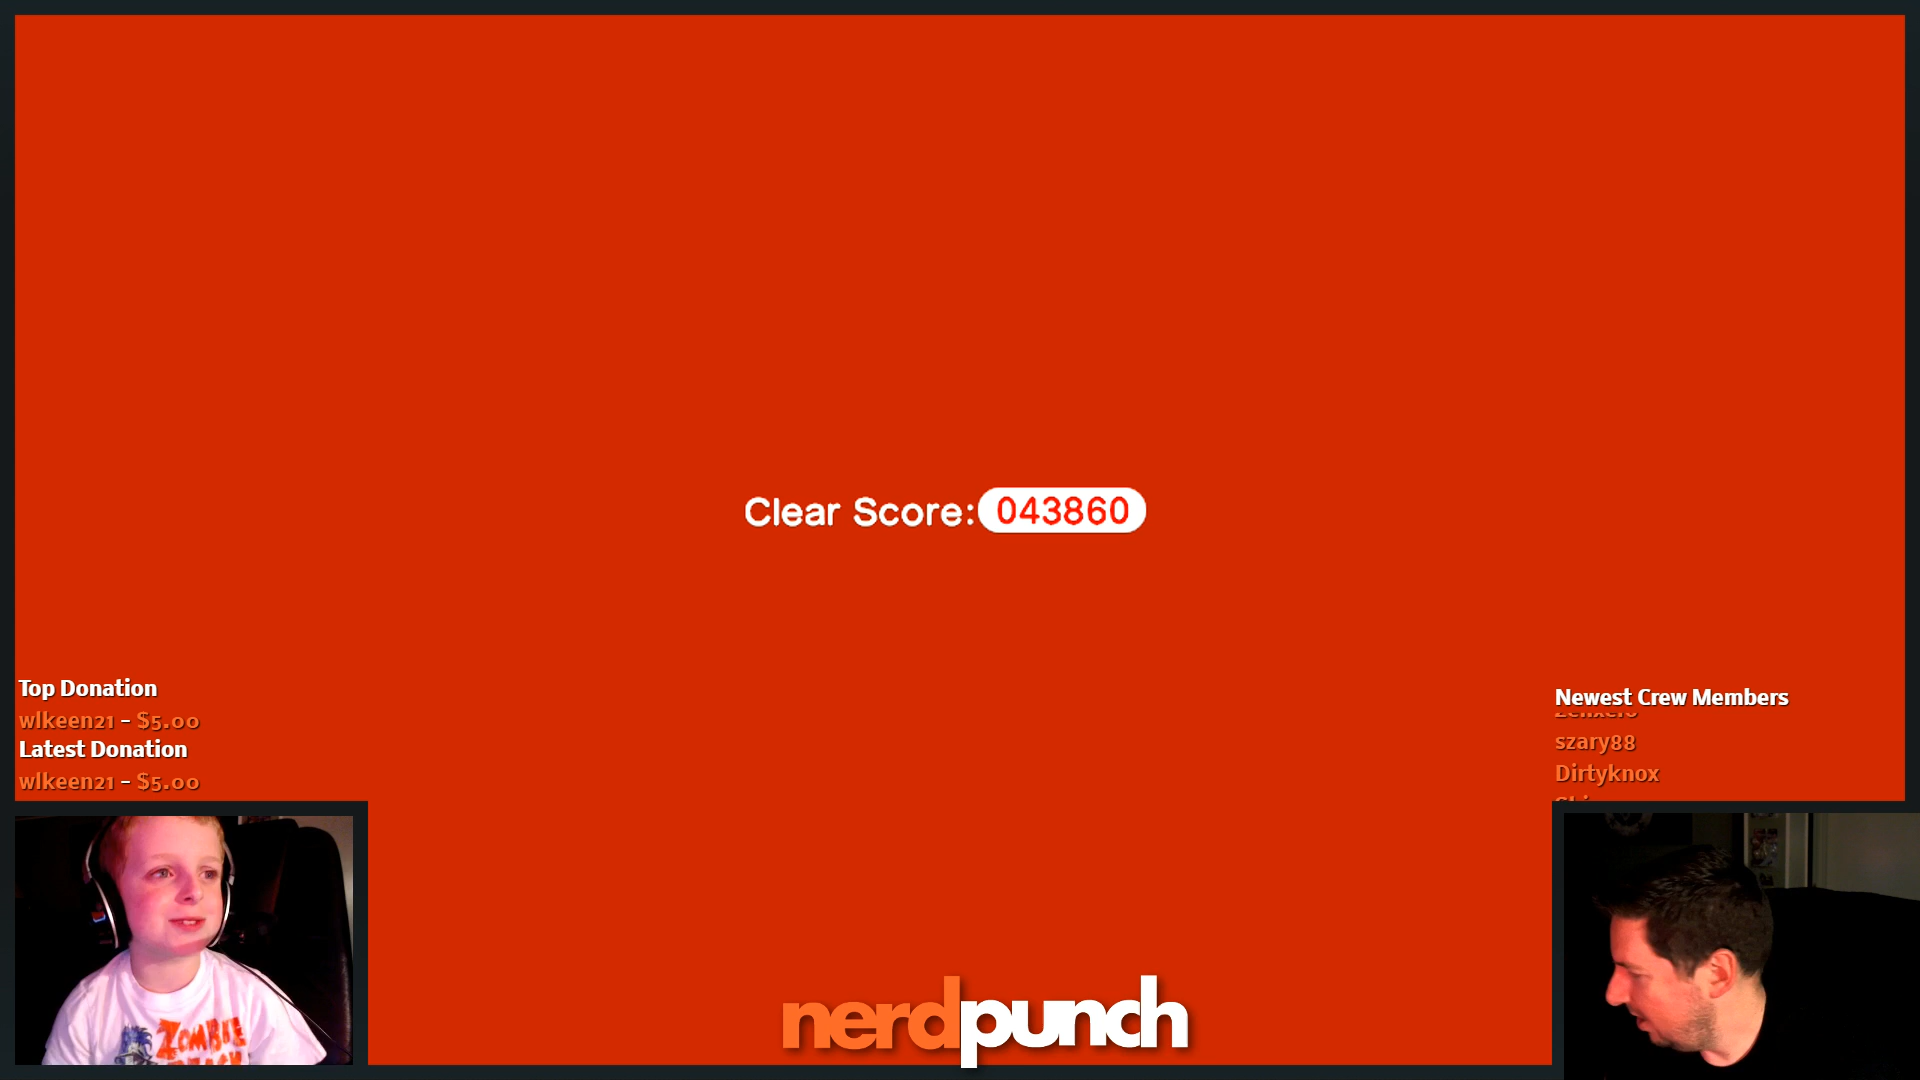 Clear Score: 043860
Top Donation
wlkeen21 - $5.00
Latest Donation
wlkeen21 - $5.00
Newest Crew Members
szary88
Dirtyknox
ZOMBIE
nerdpunch